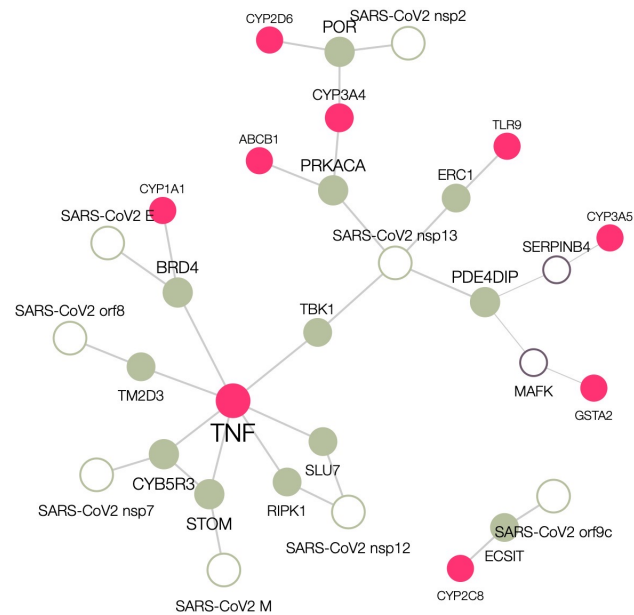 SARS-CoV2 nsp2
CYP2D6
POR
CYP3A4
TLR9
ABCB1
PRKACA
ERC1
CYP1A1
SARS-CoV2 E
CYP3A5
SARS-CoV2 nsp13
SERPINB4
BRD4
PDE4DIP
SARS-CoV2 orf8
TBK1
TM2D3
MAFK
GSTA2
TNF
SLU7
CYB5R3
SARS-CoV2 nsp7
RIPK1
STOM
SARS-CoV2 orf9c
SARS-CoV2 nsp12
ECSIT
CYP2C8
SARS-CoV2 M